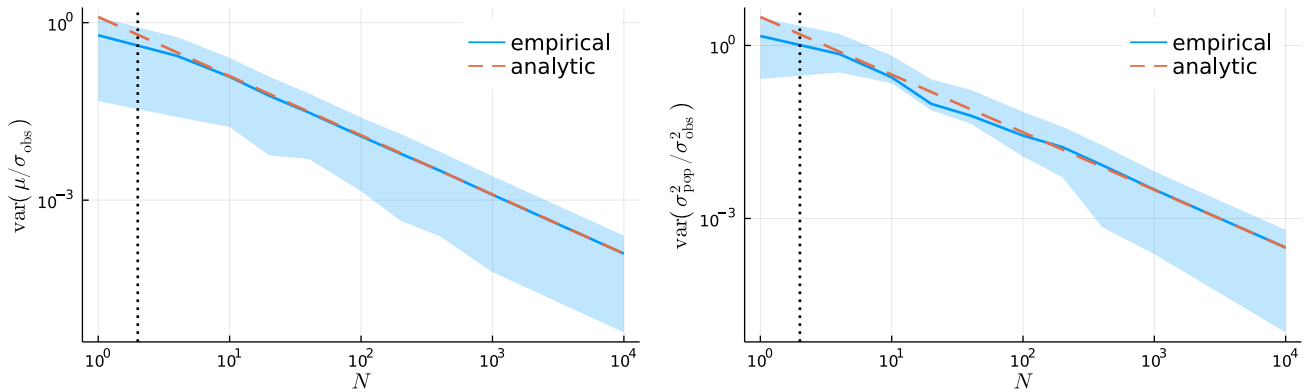 10^0
10^-3
var( μ/σ_obs )
empirical
analytic
10^0
10^1
10^2
10^3
10^4
N
10^0
10^-3
var( σ^2_pop / σ^2_obs )
empirical
analytic
10^0
10^1
10^2
10^3
10^4
N